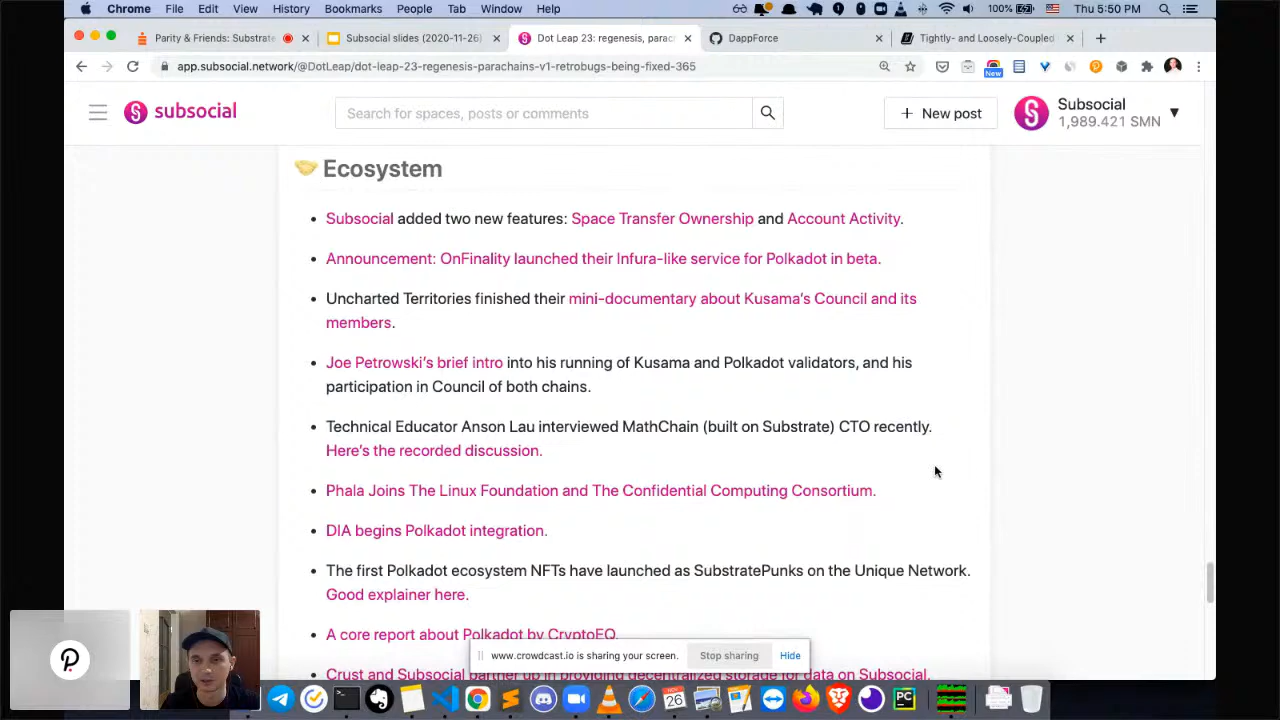 Chrome File Edit View History Bookmarks People Tab Window Help 100% Thu 5:50 PM
Parity & Friends: Substrate Subsocial slides (2020-11-26) Dot Leap 23: regenesis, parac DappForce Tightly- and Loosely-Coupled
app.subsocial.network/@DotLeap/dot-leap-23-regenesis-parachains-v1-retrobugs-being-fixed-365
New
subsocial
Search for spaces, posts or comments
+ New post
Subsocial
1,989.421 SMN
Ecosystem
• Subsocial added two new features: Space Transfer Ownership and Account Activity.
• Announcement: OnFinality launched their Infura-like service for Polkadot in beta.
• Uncharted Territories finished their mini-documentary about Kusama’s Council and its
members.
• Joe Petrowski’s brief intro into his running of Kusama and Polkadot validators, and his
participation in Council of both chains.
• Technical Educator Anson Lau interviewed MathChain (built on Substrate) CTO recently.
Here’s the recorded discussion.
• Phala Joins The Linux Foundation and The Confidential Computing Consortium.
• DIA begins Polkadot integration.
• The first Polkadot ecosystem NFTs have launched as SubstratePunks on the Unique Network.
Good explainer here.
• A core report about Polkadot by CryptoEQ.
www.crowdcast.io is sharing your screen. Stop sharing Hide
• Crust and Subsocial partner up in providing decentralized storage for data on Subsocial.
NOV
26
PC